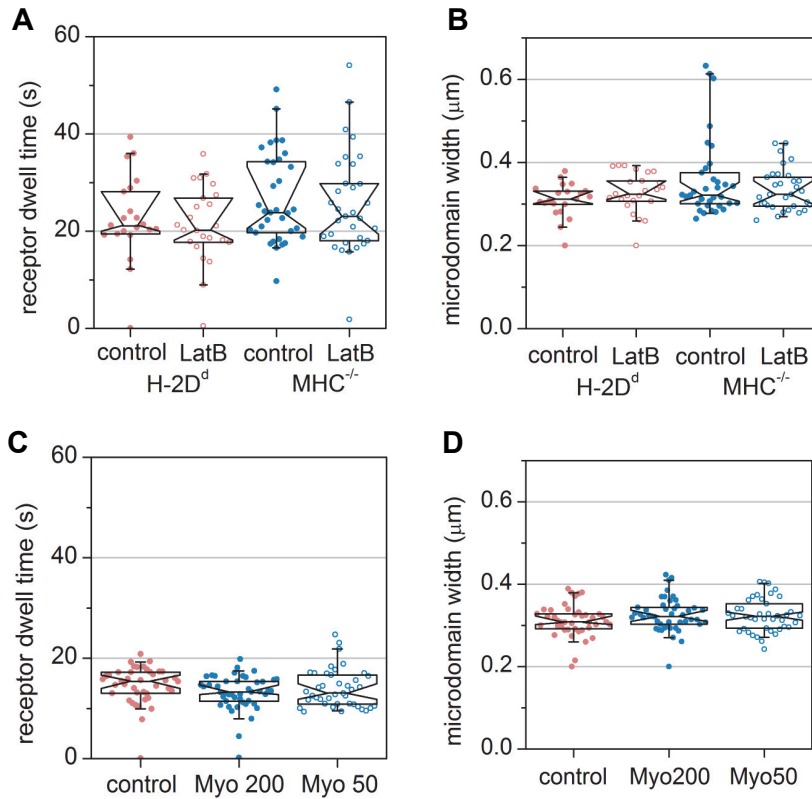 A
B
60
40
20
0
receptor dwell time (s)
control LatB control LatB
H-2Dᵈ MHC⁻/⁻
0.6
0.4
0.2
0.0
microdomain width (µm)
control LatB control LatB
H-2Dᵈ MHC⁻/⁻
C
D
60
40
20
0
receptor dwell time (s)
control Myo 200 Myo 50
0.6
0.4
0.2
0.0
microdomain width (µm)
control Myo200 Myo50